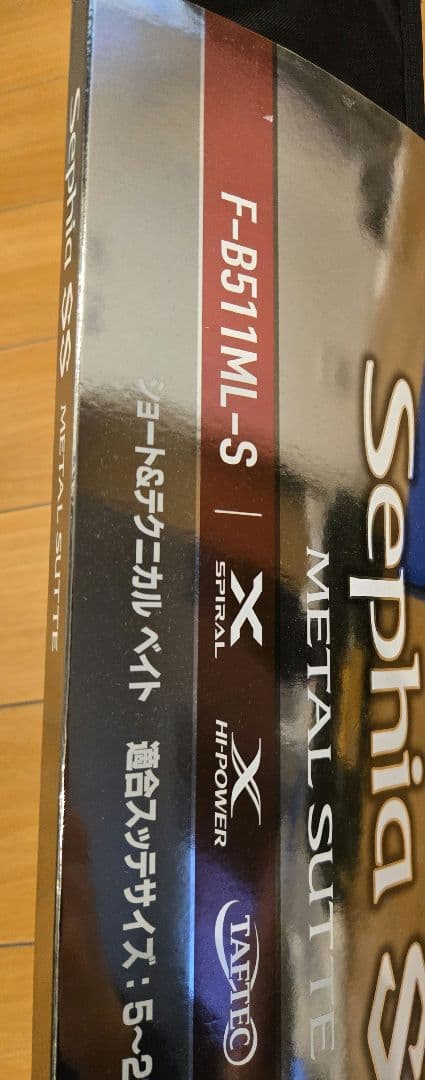 Sephia S
METAL SUTTE
F-B511ML-S | X SPIRAL X HI-POWER TAFTEC
ショート&テクニカル ベイト 適合スッテサイズ:5~2
Sephia SS METAL SUTTE